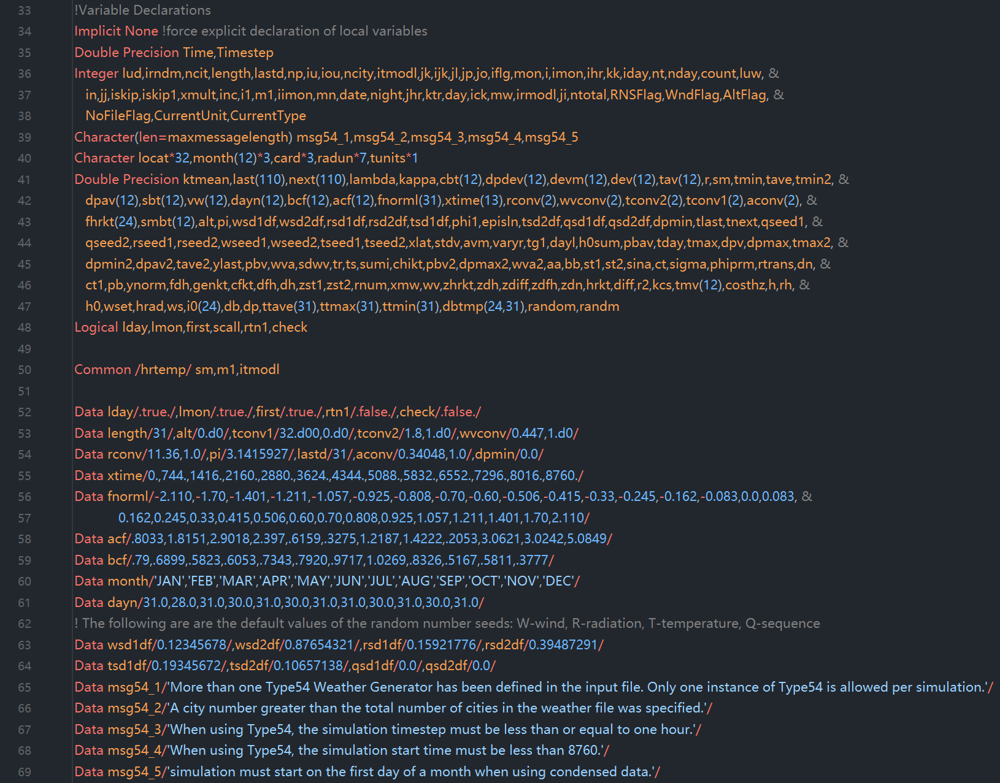 33 !Variable Declarations
34 Implicit None !force explicit declaration of local variables
35 Double Precision Time,Timestep
36 Integer lud,irndm,ncit,length,lastd,np,iu,iou,ncity,itmodl,jk,ijk,jl,jp,jo,iflg,mon,i,imon,ihr,kk,iday,nt,nday,count,luw, &
37 in,jj,iskip,iskip1,xmult,inc,i1,m1,iimon,mn,date,night,jhr,ktr,day,ick,mw,irmodl,ji,ntotal,RNSFlag,WndFlag,AltFlag, &
38 NoFileFlag,CurrentUnit,CurrentType
39 Character(len=maxmessagelength) msg54_1,msg54_2,msg54_3,msg54_4,msg54_5
40 Character locat*32,month(12)*3,card*3,radun*7,tunits*1
41 Double Precision ktmean,last(110),next(110),lambda,kappa,cbt(12),dpdev(12),devm(12),dev(12),tav(12),r,sm,tmin,tave,tmin2, &
42 dpav(12),sbt(12),vw(12),dayn(12),bcf(12),acf(12),fnorml(31),xtime(13),rconv(2),wvconv(2),tconv2(2),tconv1(2),aconv(2), &
43 fhrkt(24),smbt(12),alt,pi,wsd1df,wsd2df,rsd1df,rsd2df,tsd1df,phi1,episln,tsd2df,qsd1df,qsd2df,dpmin,tlast,tnext,qseed1, &
44 qseed2,rseed1,rseed2,wseed1,wseed2,tseed1,tseed2,xlat,stdv,avm,varyr,tg1,dayl,h0sum,pbav,tday,tmax,dpv,dpmax,tmax2, &
45 dpmin2,dpav2,tave2,ylast,pbv,wva,sdwv,tr,ts,sumi,chikt,pbv2,dpmax2,wva2,aa,bb,st1,st2,sina,ct,sigma,phiprm,rtrans,dn, &
46 ct1,pb,ynorm,fdh,genkt,cfkt,dfh,dh,zst1,zst2,rnum,xmw,wv,zhrkt,zdh,zdiff,zdfh,zdn,hrkt,diff,r2,kcs,tmv(12),costhz,h,rh, &
47 h0,wset,hrad,ws,i0(24),db,dp,ttave(31),ttmax(31),ttmin(31),dbtmp(24,31),random,randm
48 Logical lday,lmon,first,scall,rtn1,check
49
50 Common /hrtemp/ sm,m1,itmodl
51
52 Data lday/.true./,lmon/.true./,first/.true./,rtn1/.false./,check/.false./
53 Data length/31/,alt/0.d0/,tconv1/32.d00,0.d0/,tconv2/1.8,1.d0/,wvconv/0.447,1.d0/
54 Data rconv/11.36,1.0/,pi/3.1415927/,lastd/31/,aconv/0.34048,1.0/,dpmin/0.0/
55 Data xtime/0.,744.,1416.,2160.,2880.,3624.,4344.,5088.,5832.,6552.,7296.,8016.,8760./
56 Data fnorml/-2.110,-1.70,-1.401,-1.211,-1.057,-0.925,-0.808,-0.70,-0.60,-0.506,-0.415,-0.33,-0.245,-0.162,-0.083,0.0,0.083, &
57 0.162,0.245,0.33,0.415,0.506,0.60,0.70,0.808,0.925,1.057,1.211,1.401,1.70,2.110/
58 Data acf/.8033,1.8151,2.9018,2.397,.6159,.3275,1.2187,1.4222,.2053,3.0621,3.0242,5.0849/
59 Data bcf/.79,.6899,.5823,.6053,.7343,.7920,.9717,1.0269,.8326,.5167,.5811,.3777/
60 Data month/'JAN','FEB','MAR','APR','MAY','JUN','JUL','AUG','SEP','OCT','NOV','DEC'/
61 Data dayn/31.0,28.0,31.0,30.0,31.0,30.0,31.0,31.0,30.0,31.0,30.0,31.0/
62 ! The following are are the default values of the random number seeds: W-wind, R-radiation, T-temperature, Q-sequence
63 Data wsd1df/0.12345678/,wsd2df/0.87654321/,rsd1df/0.15921776/,rsd2df/0.39487291/
64 Data tsd1df/0.19345672/,tsd2df/0.10657138/,qsd1df/0.0/,qsd2df/0.0/
65 Data msg54_1/'More than one Type54 Weather Generator has been defined in the input file. Only one instance of Type54 is allowed per simulation.'/
66 Data msg54_2/'A city number greater than the total number of cities in the weather file was specified.'/
67 Data msg54_3/'When using Type54, the simulation timestep must be less than or equal to one hour.'/
68 Data msg54_4/'When using Type54, the simulation start time must be less than 8760.'/
69 Data msg54_5/'simulation must start on the first day of a month when using condensed data.'/